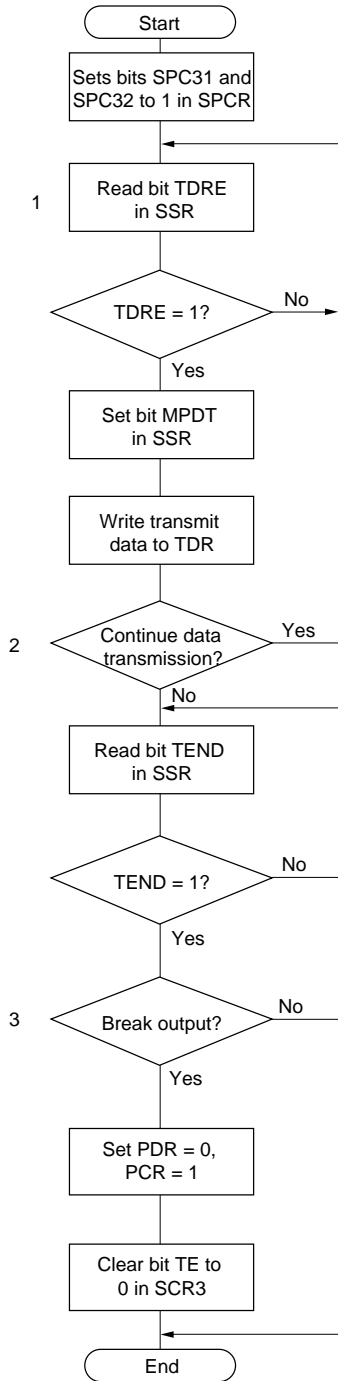 Start
Sets bits SPC31 and
SPC32 to 1 in SPCR
1
Read bit TDRE
in SSR
TDRE = 1?
No
Yes
Set bit MPDT
in SSR
Write transmit
data to TDR
2
Continue data
transmission?
Yes
No
Read bit TEND
in SSR
TEND = 1?
No
Yes
3
Break output?
No
Yes
Set PDR = 0,
PCR = 1
Clear bit TE to
0 in SCR3
End